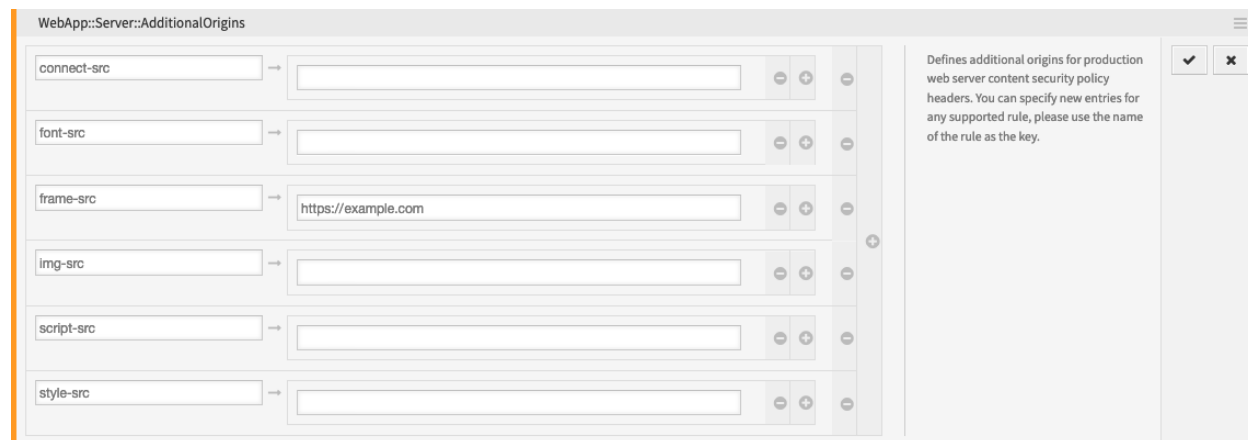 WebApp::Server::AdditionalOrigins
connect-src
font-src
frame-src
https://example.com
img-src
script-src
style-src
Defines additional origins for production
web server content security policy
headers. You can specify new entries for
any supported rule, please use the name
of the rule as the key.